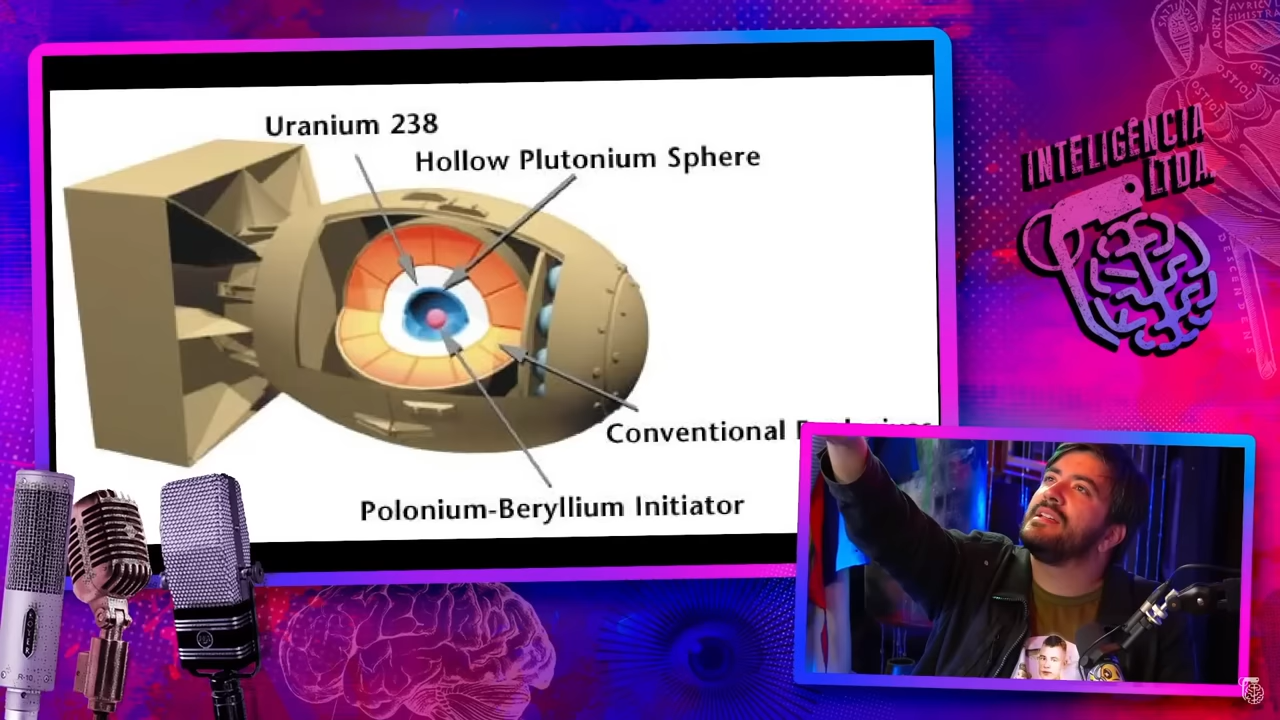 Uranium 238
Hollow Plutonium Sphere
INTELIGÊNCIA
LTDA.
Conventional
Polonium-Beryllium Initiator